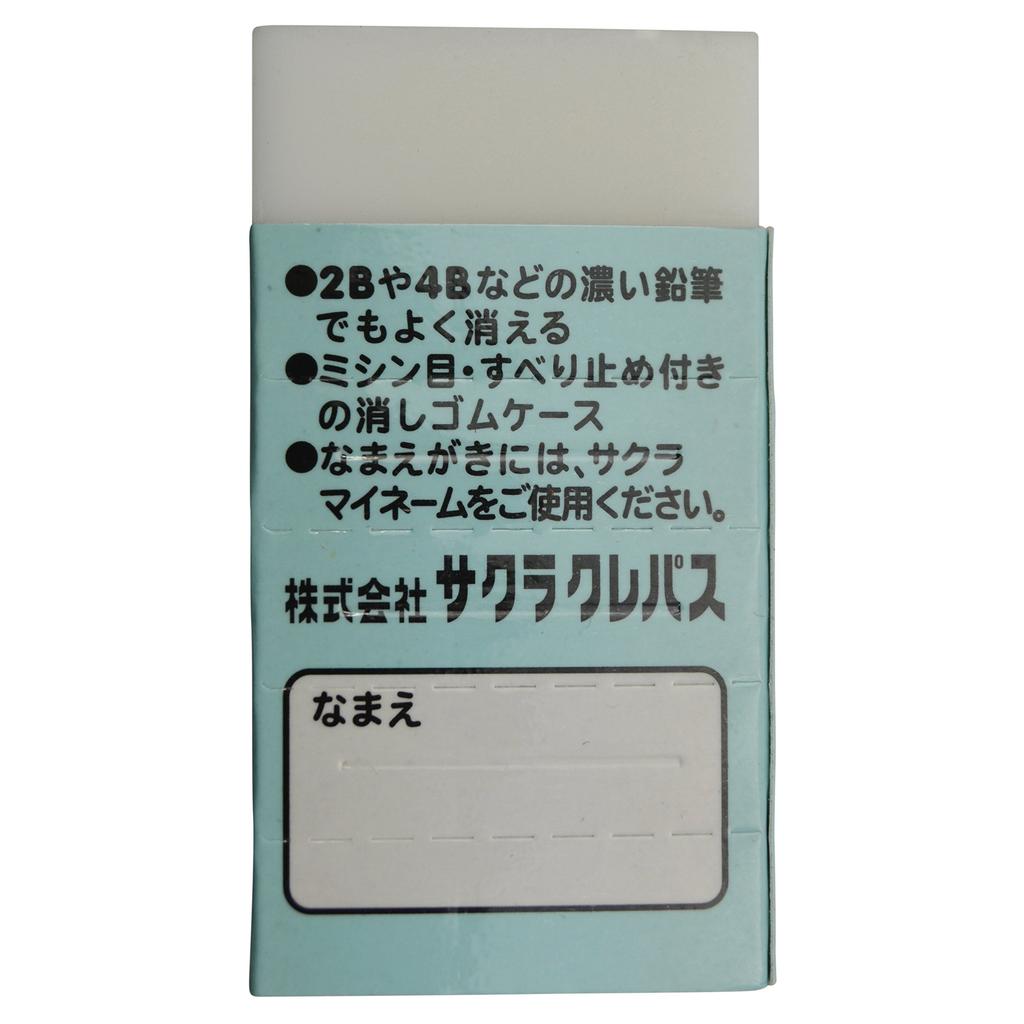 ●2Bや4Bなどの濃い鉛筆
でもよく消える
●ミシン目・すべり止め付き
の消しゴムケース
●なまえがきには、サクラ
マイネームをご使用ください。
株式会社サクラクレパス
なまえ